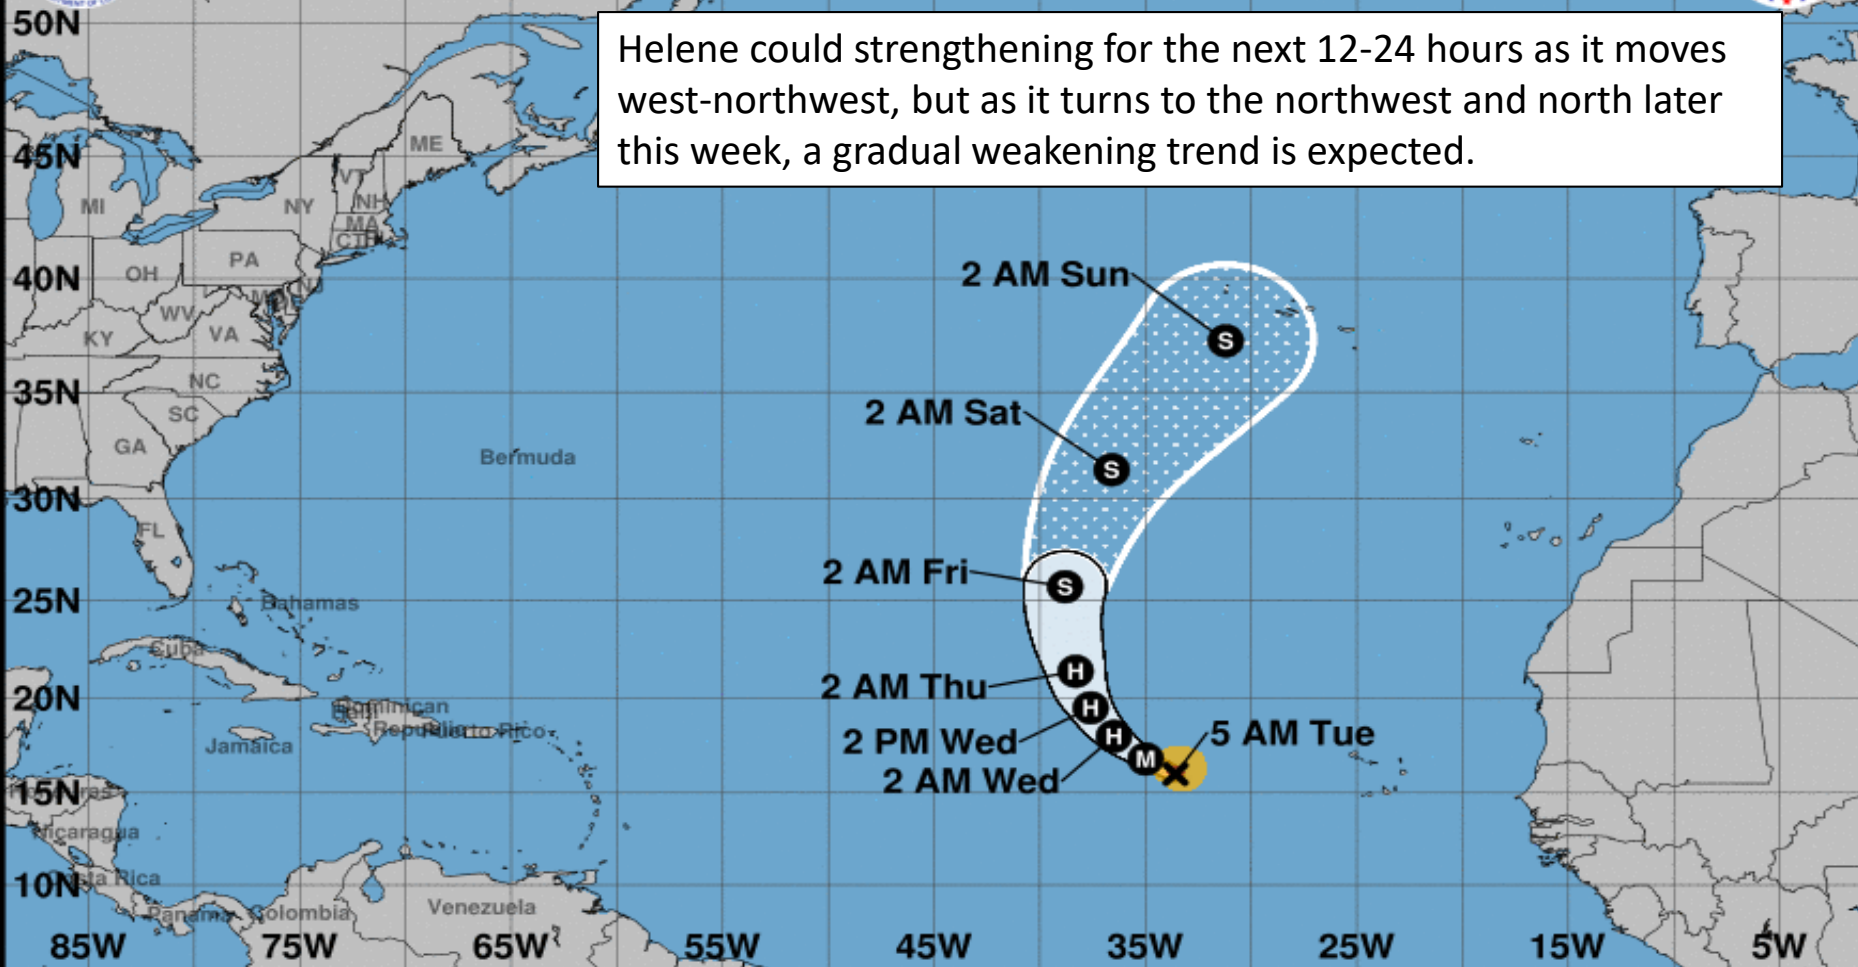 50N
Helene could strengthening for the next 12-24 hours as it moves
west-northwest, but as it turns to the northwest and north later
this week, a gradual weakening trend is expected.
ME
45N
VT
NH
MI
NY
MA
CT
PA
40N
OH
2 AM Sun
NJ
WV
VA
KY
S
NC
35N
SC
2 AM Sat
GA
Bermuda
S
30N
FL
2 AM Fri
S
25N
Bahamas
Cuba
H
2 AM Thu
20N
Dominican
Haiti
H
Republic
Puerto Rico
Jamaica
2 PM Wed
H
5 AM Tue
M
2 AM Wed
15N
Honduras
Nicaragua
10N
Costa Rica
Panama
Colombia
Venezuela
85W
75W
65W
55W
45W
35W
25W
15W
5W